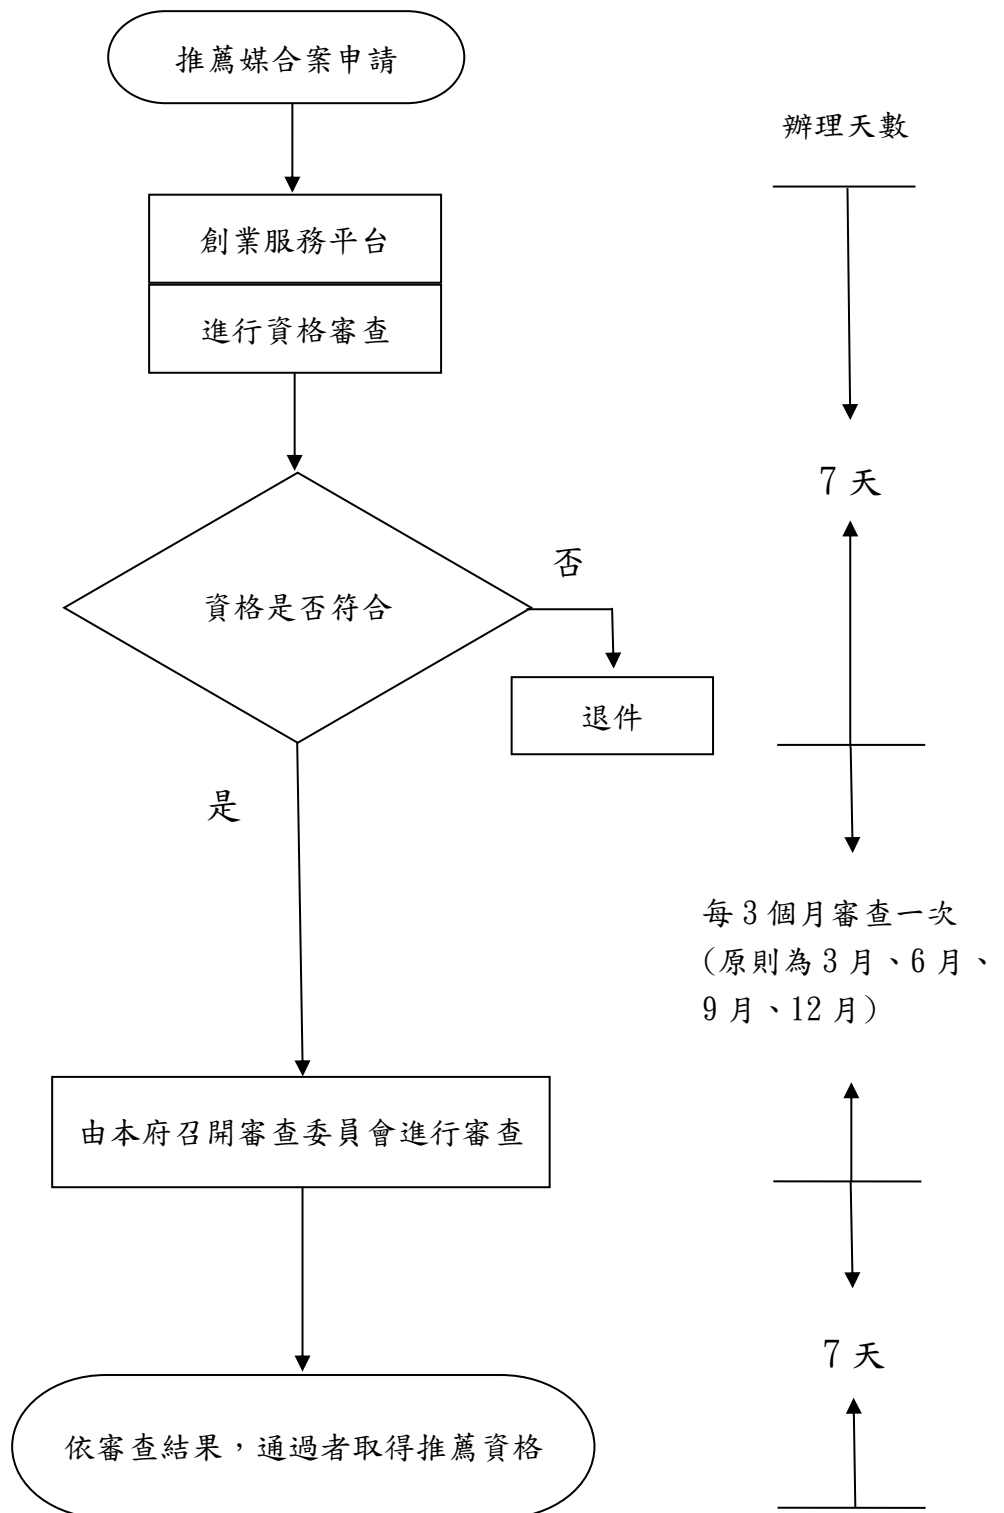 推薦媒合案申請
辦理天數
創業服務平台
進行資格審查
7 天
否
資格是否符合
退件
是
每 3 個月審查一次
(原則為 3 月、6 月、
9 月、12 月)
由本府召開審查委員會進行審查
7 天
依審查結果，通過者取得推薦資格